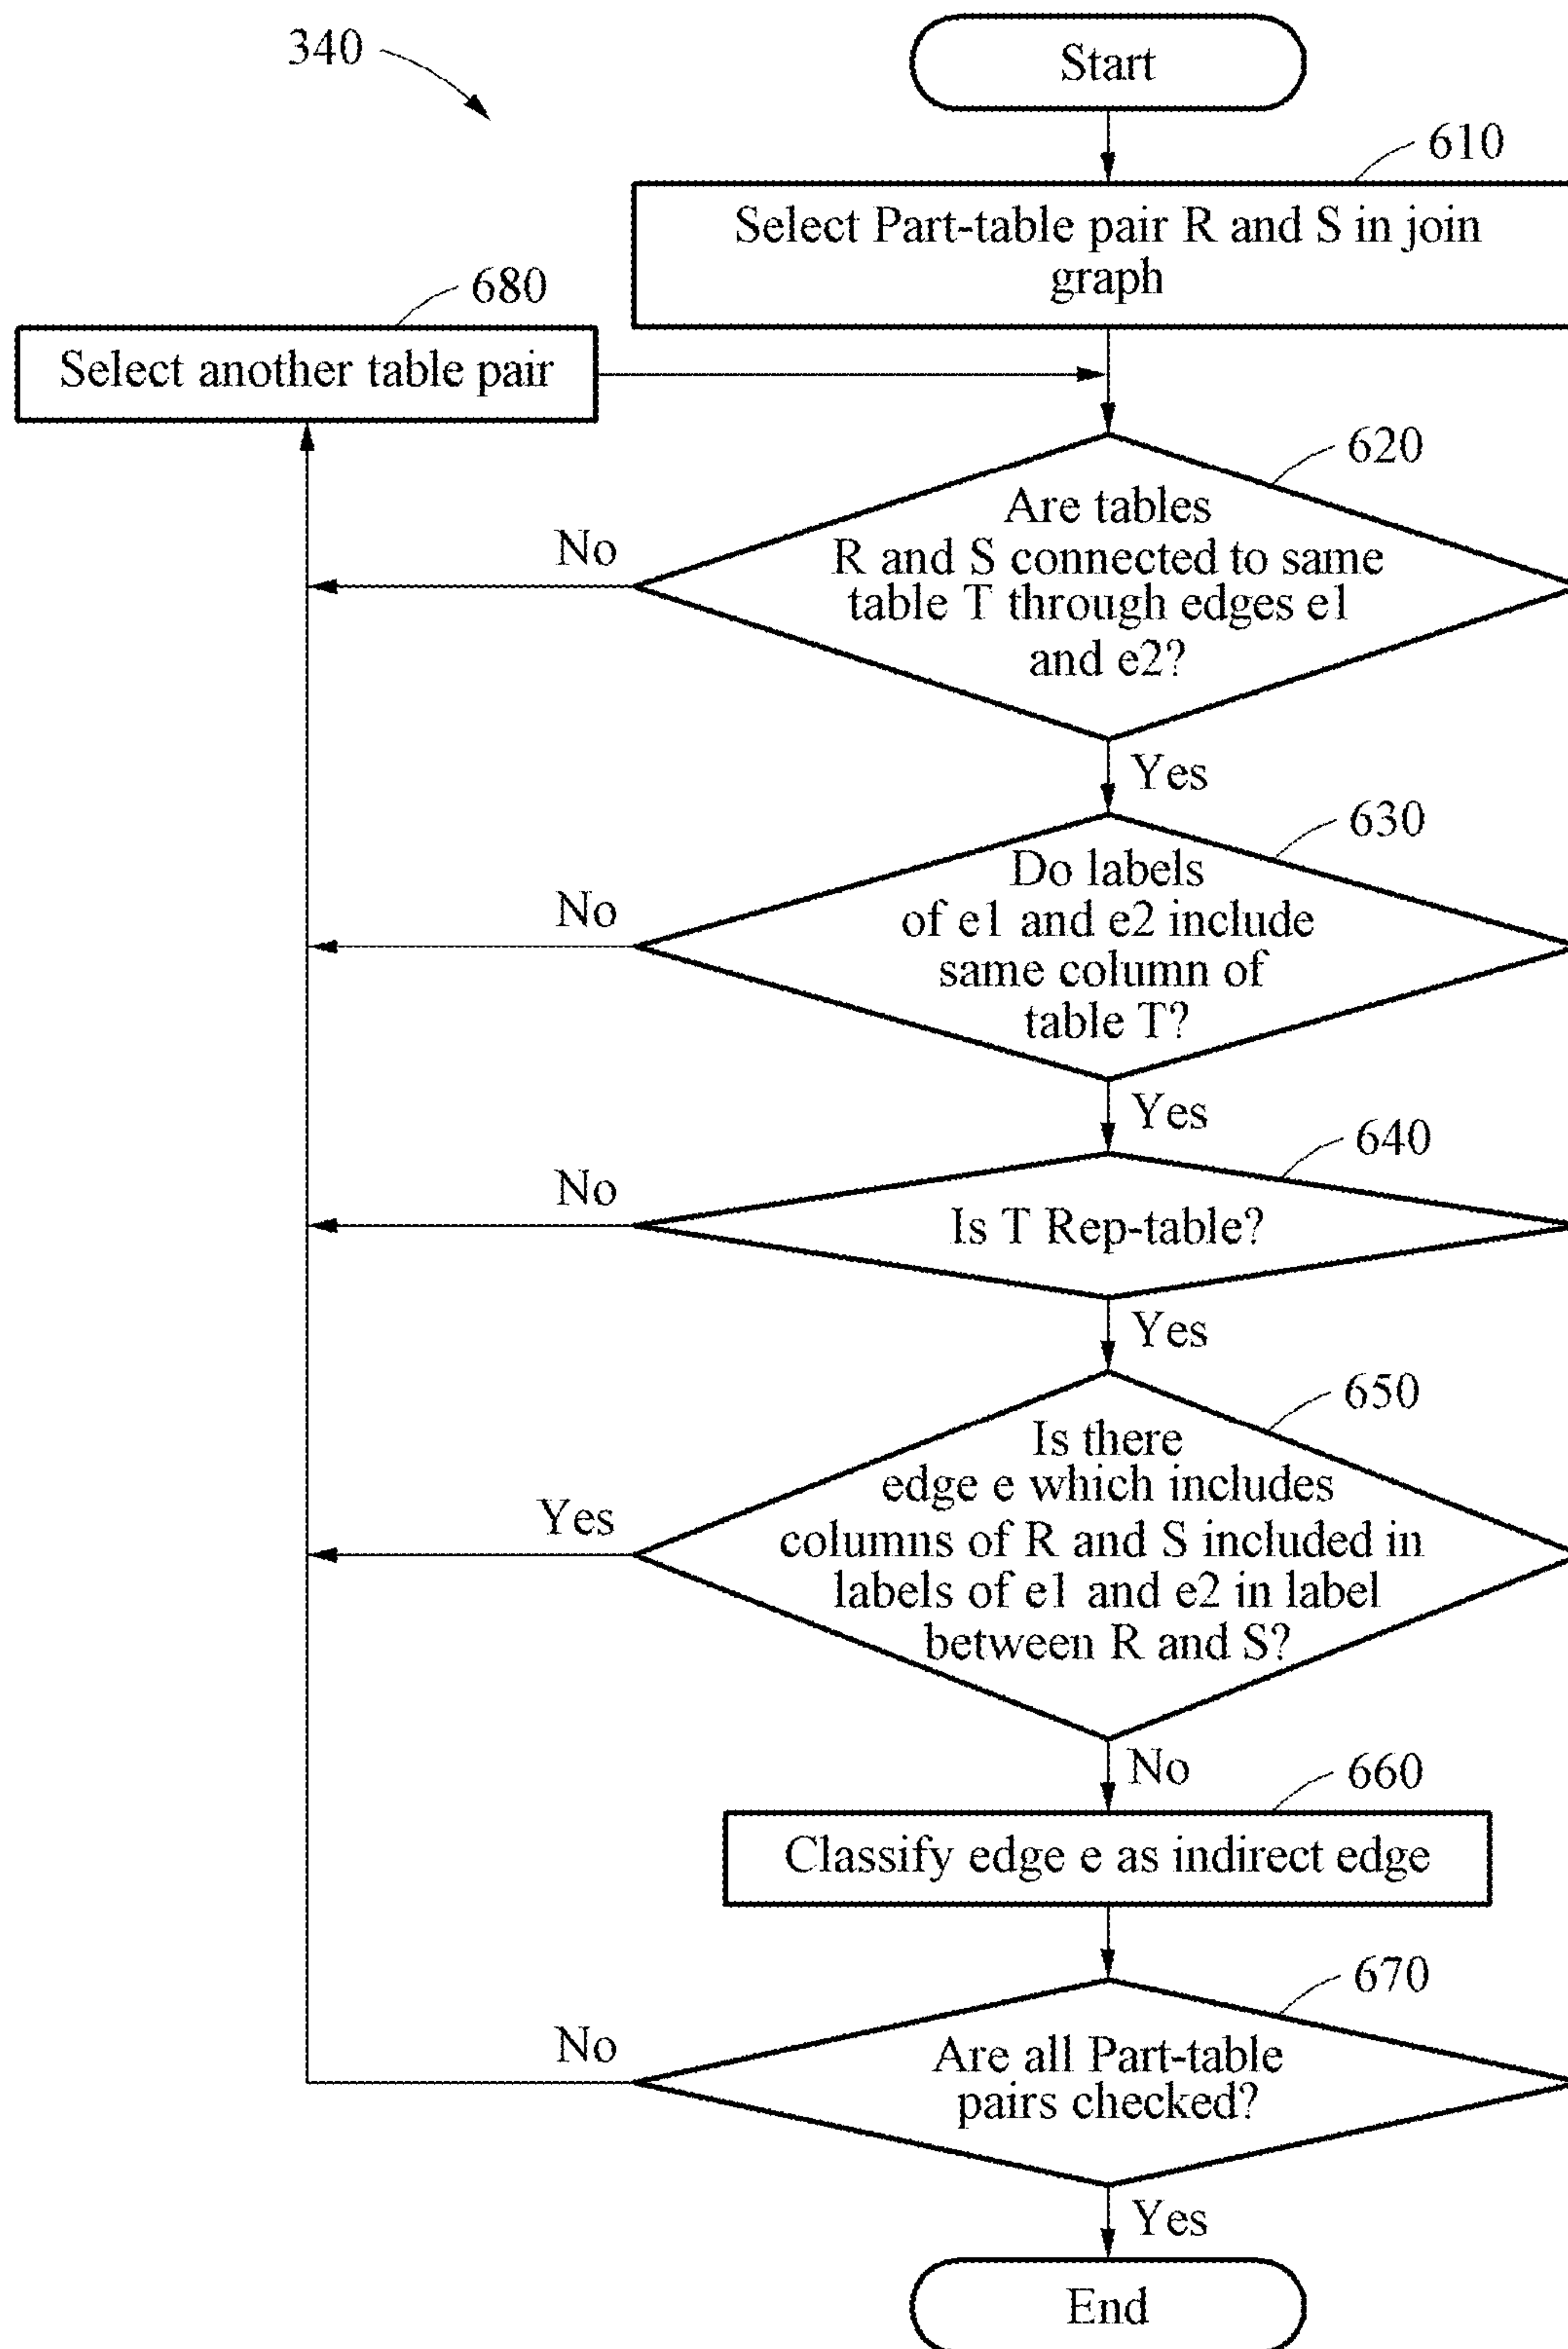 340
Start
610
Select Part-table pair R and S in join
graph
680
Select another table pair
620
Are tables
R and S connected to same
table T through edges e1
and e2?
No
Yes
630
Do labels
of e1 and e2 include
same column of
table T?
No
Yes
640
Is T Rep-table?
No
Yes
650
Is there
edge e which includes
columns of R and S included in
labels of e1 and e2 in label
between R and S?
Yes
No
660
Classify edge e as indirect edge
670
Are all Part-table
pairs checked?
No
Yes
End